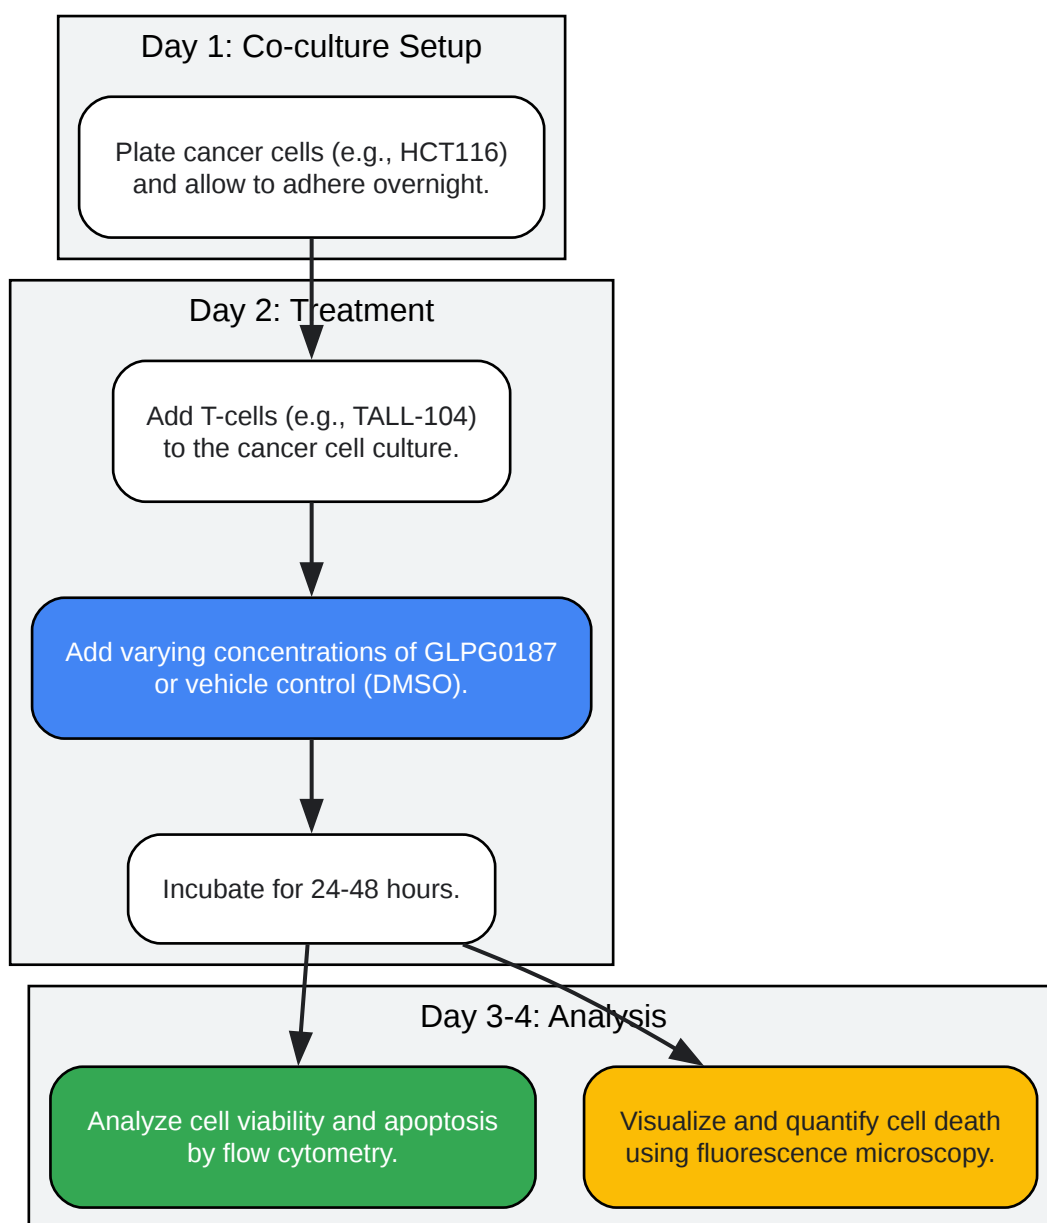 Day 1: Co-culture Setup
Plate cancer cells (e.g., HCT116)
and allow to adhere overnight.
Day 2: Treatment
Add T-cells (e.g., TALL-104)
to the cancer cell culture.
Add varying concentrations of GLPG0187
or vehicle control (DMSO).
Incubate for 24-48 hours.
Day 3-4: Analysis
Analyze cell viability and apoptosis
by flow cytometry.
Visualize and quantify cell death
using fluorescence microscopy.